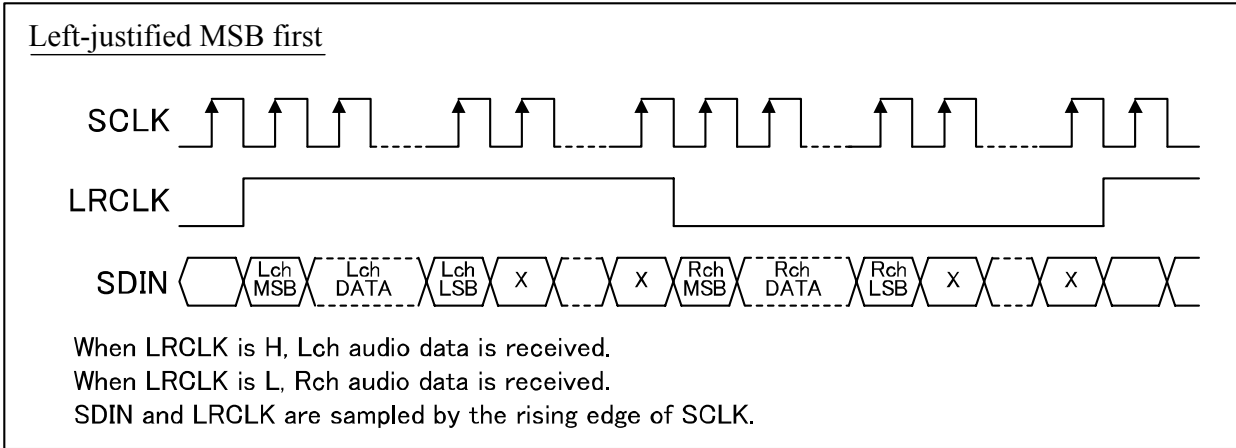 Left-justified MSB first
SCLK
LRCLK
SDIN
Lch MSB
Lch DATA
Lch LSB
X
X
Rch MSB
Rch DATA
Rch LSB
X
X
When LRCLK is H, Lch audio data is received.
When LRCLK is L, Rch audio data is received.
SDIN and LRCLK are sampled by the rising edge of SCLK.